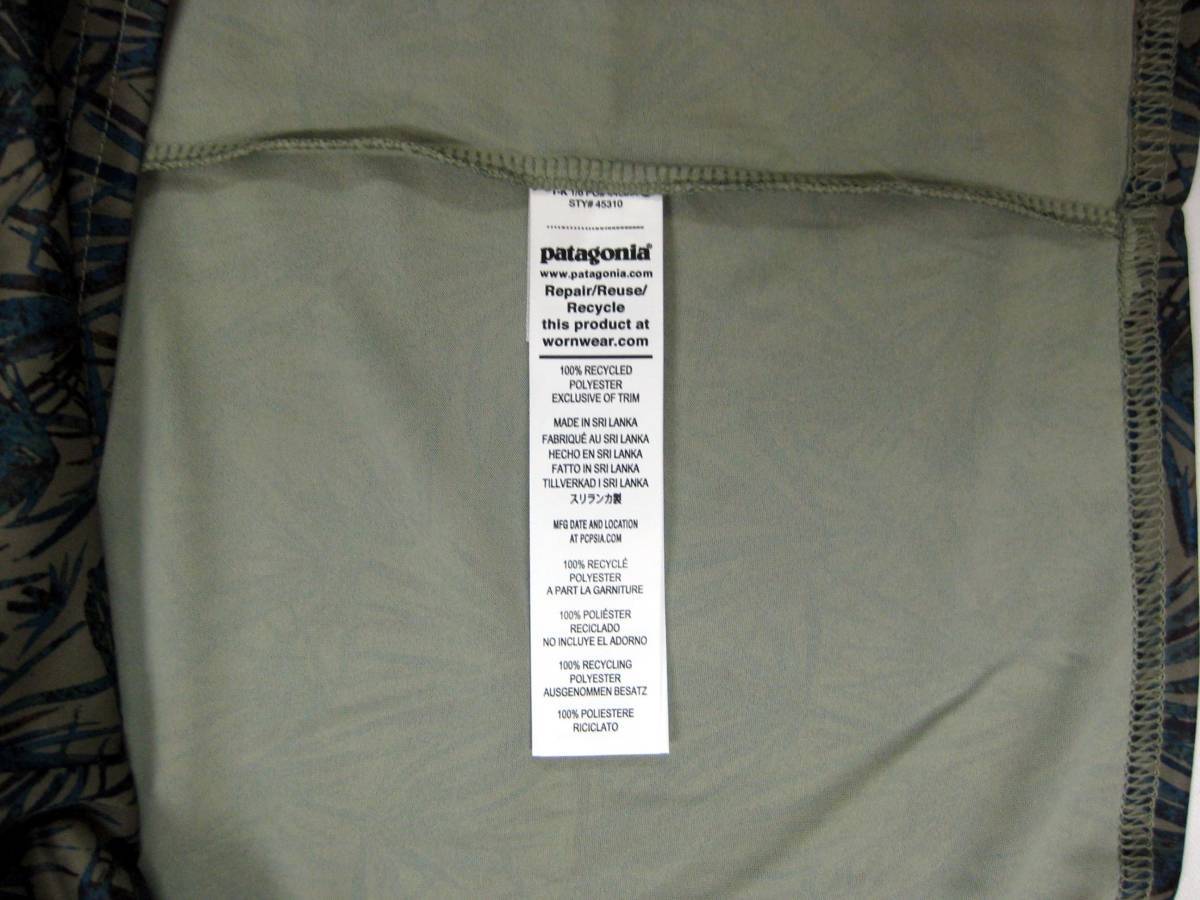 STY# 45310
patagonia®
www.patagonia.com
Repair/Reuse/
Recycle
this product at
wornwear.com
100% RECYCLED
POLYESTER
EXCLUSIVE OF TRIM
MADE IN SRI LANKA
FABRIQUÉ AU SRI LANKA
HECHO EN SRI LANKA
FATTO IN SRI LANKA
TILLVERKAD I SRI LANKA
スリランカ製
MFG DATE AND LOCATION
AT PCPSIA.COM
100% RECYCLÉ
POLYESTER
A PART LA GARNITURE
100% POLIÉSTER
RECICLADO
NO INCLUYE EL ADORNO
100% RECYCLING
POLYESTER
AUSGENOMMEN BESATZ
100% POLIESTERE
RICICLATO